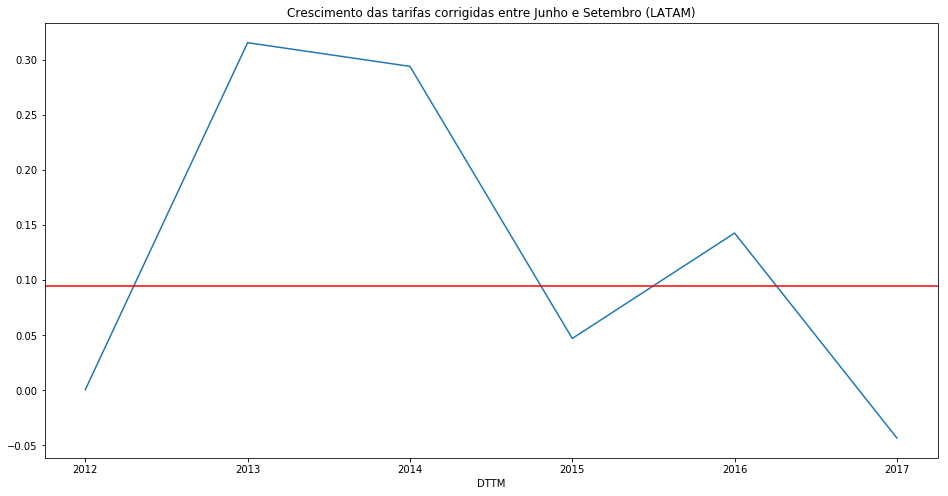 Crescimento das tarifas corrigidas entre Junho e Setembro (LATAM)
0.30
0.25
0.20
0.15
0.10
0.05
0.00
−0.05
2012 2013 2014 2015 2016 2017
DTTM